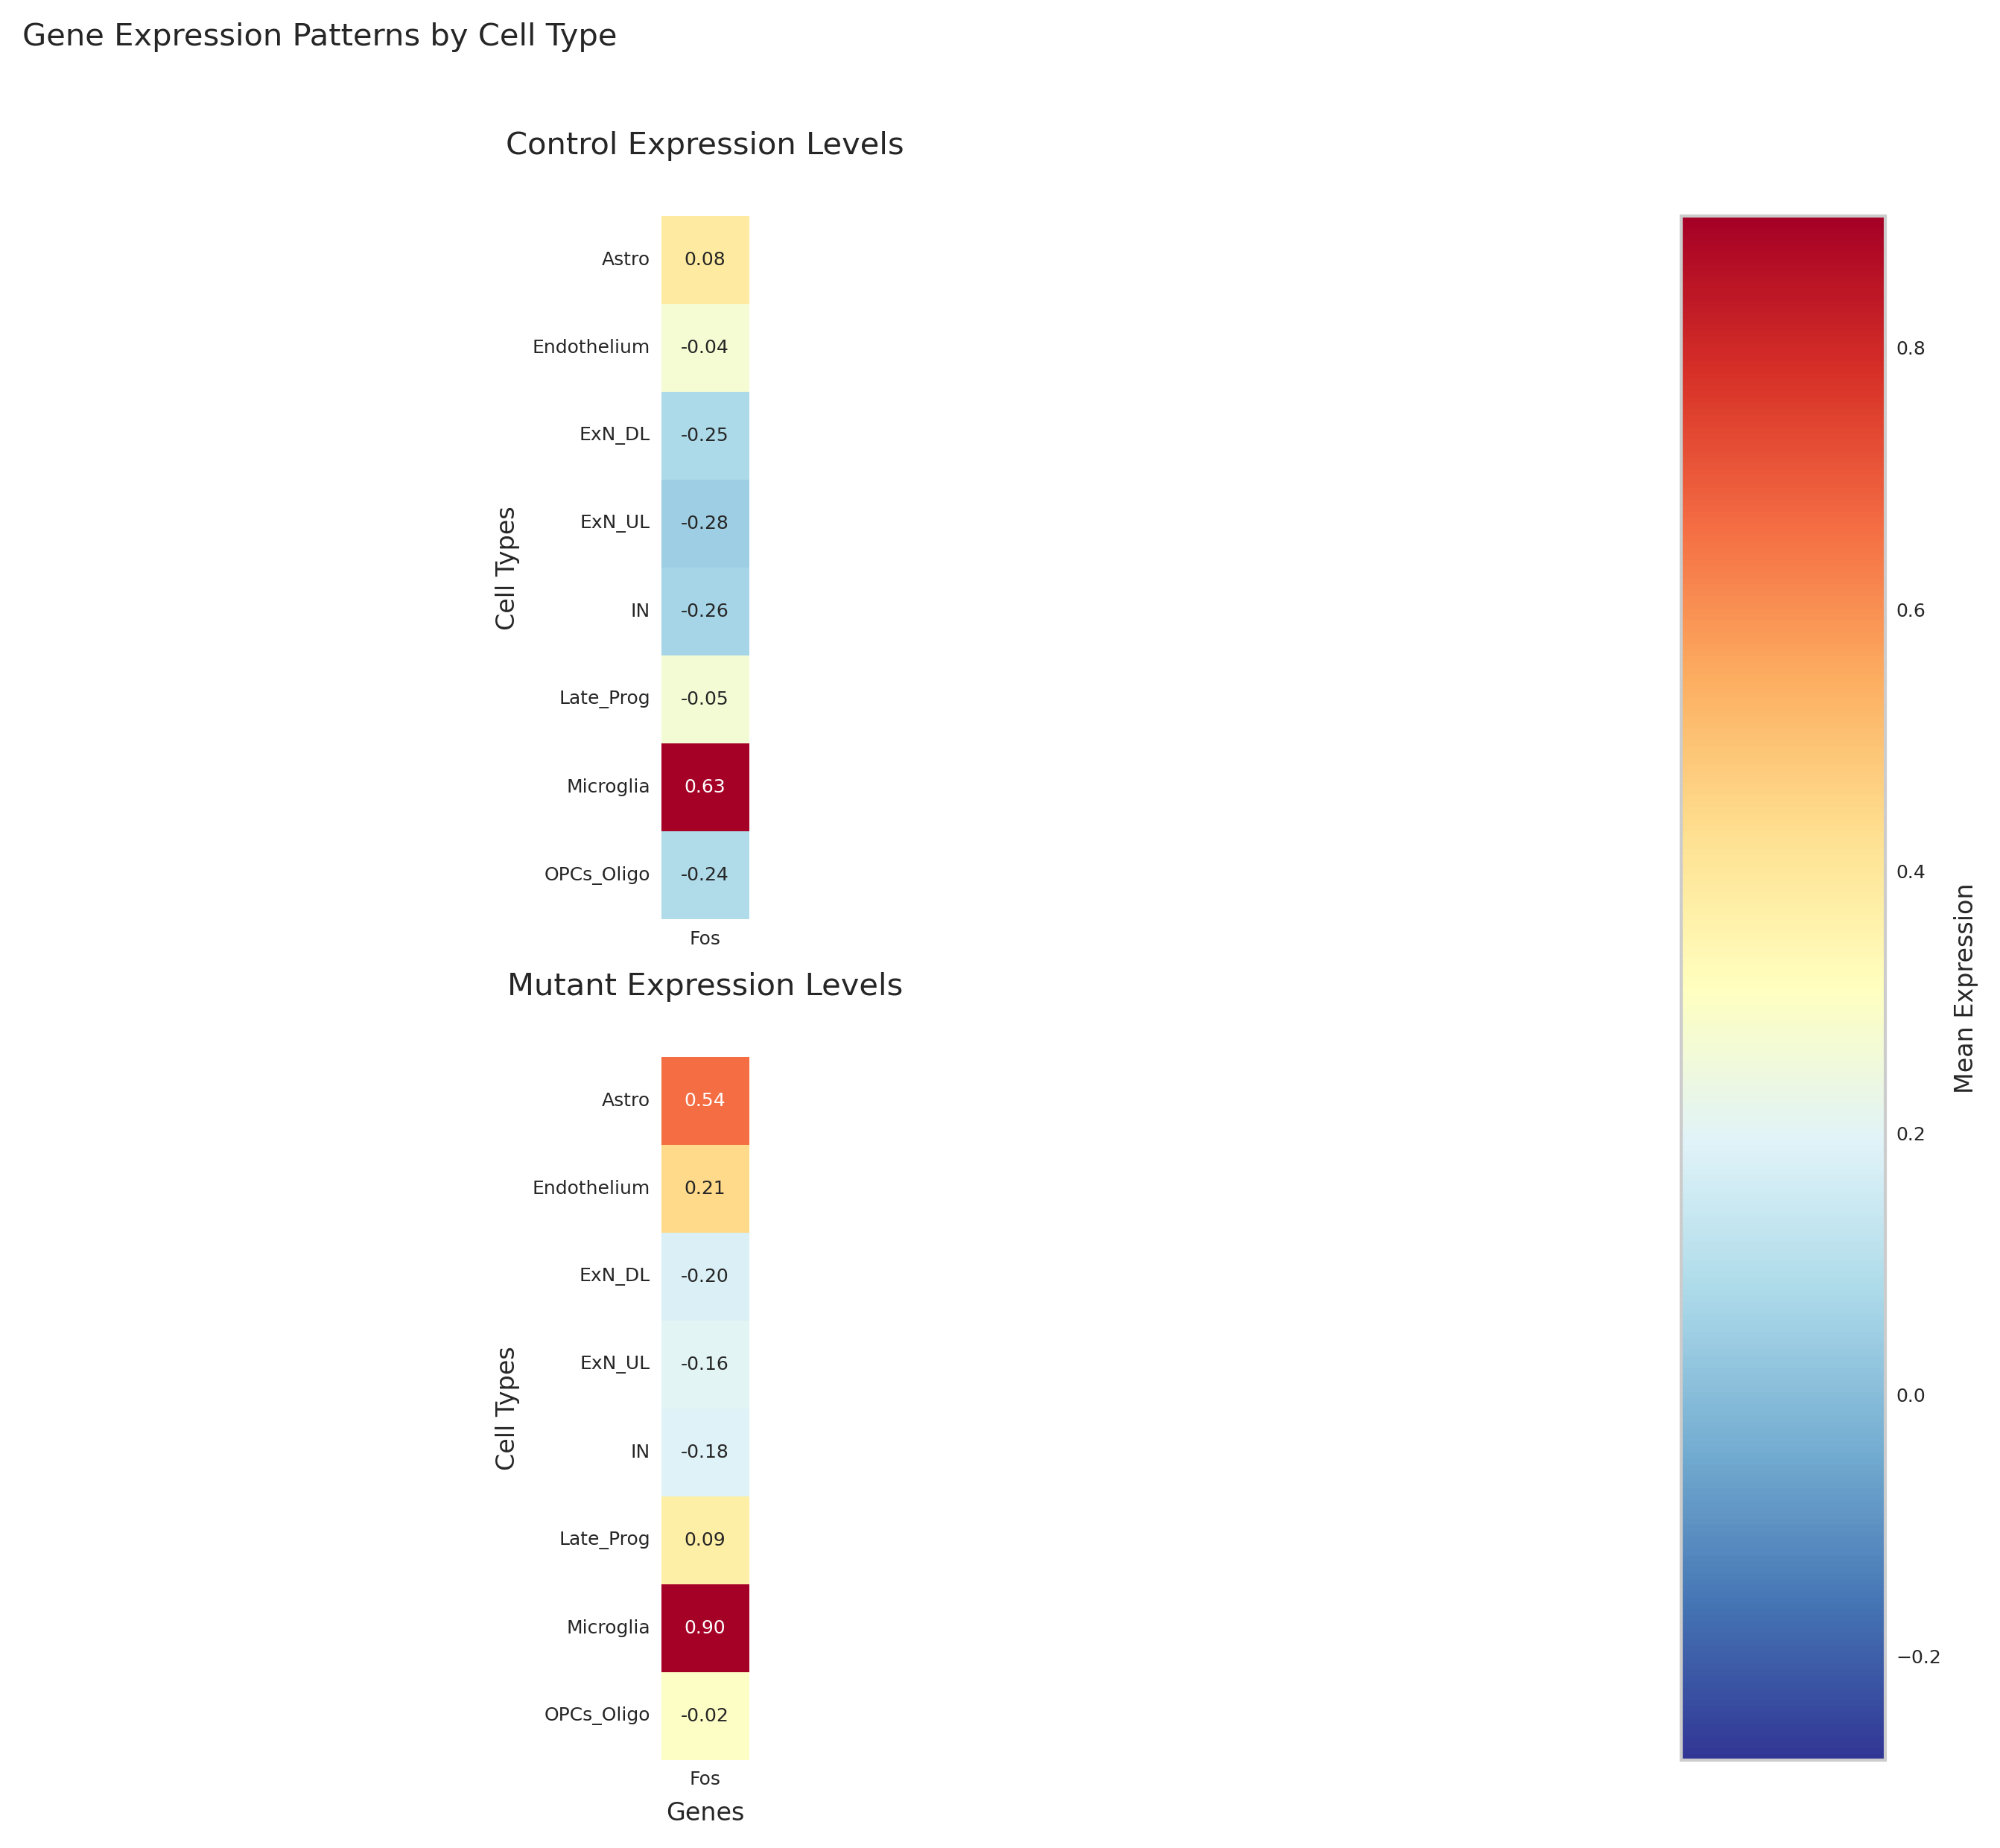 Gene Expression Patterns by Cell Type
Control Expression Levels
Cell Types
Astro 0.08
Endothelium -0.04
ExN_DL -0.25
ExN_UL -0.28
IN -0.26
Late_Prog -0.05
Microglia 0.63
OPCs_Oligo -0.24
Fos
Mutant Expression Levels
Cell Types
Astro 0.54
Endothelium 0.21
ExN_DL -0.20
ExN_UL -0.16
IN -0.18
Late_Prog 0.09
Microglia 0.90
OPCs_Oligo -0.02
Fos
Genes
0.8
0.6
0.4
0.2
0.0
−0.2
Mean Expression